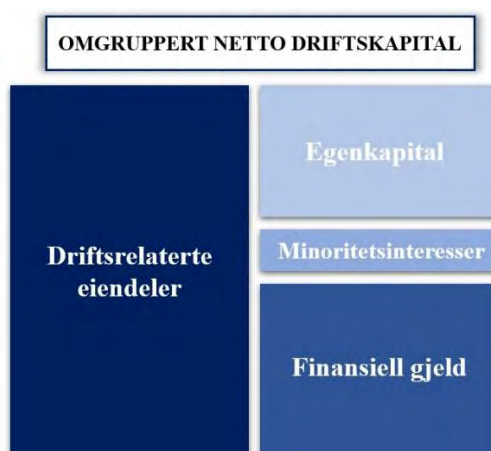 OMGRUPPERT NETTO DRIFTSKAPITAL
Driftsrelaterte
eiendeler
Egenkapital
Minoritetsinteresser
Finansiell gjeld